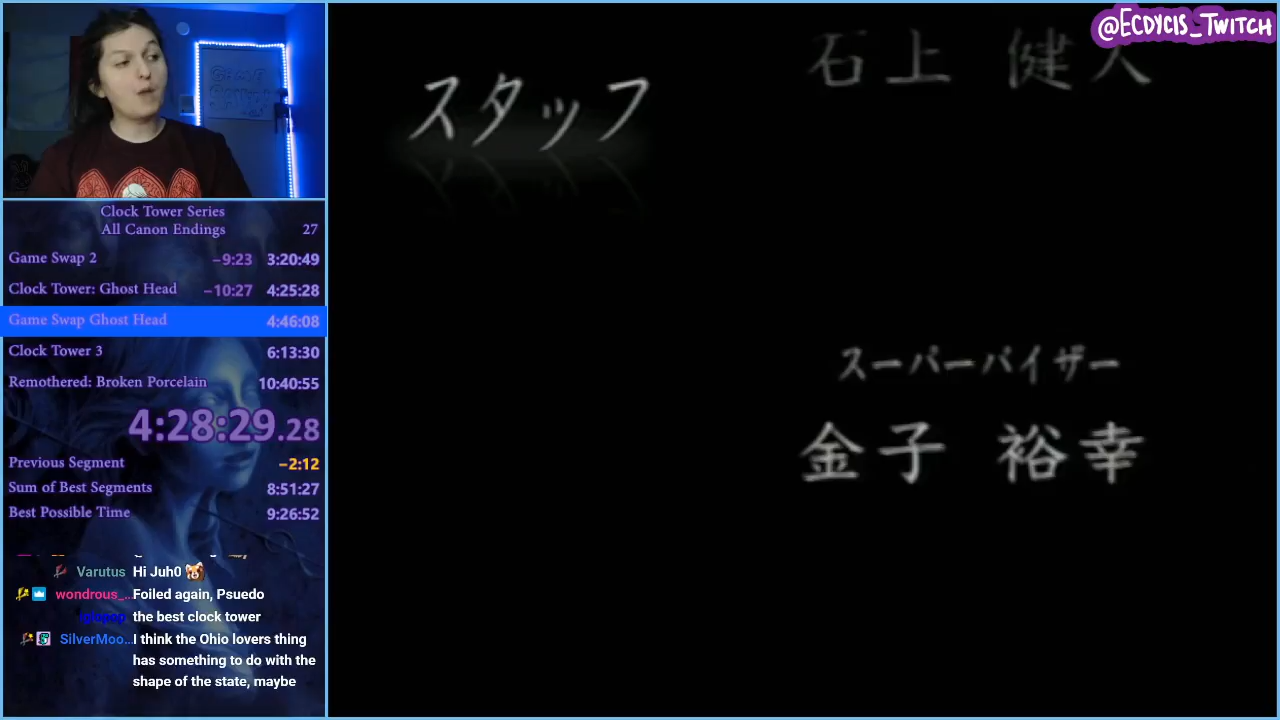 @ECDYCIS_TWITCH
スタッフ
石上 健人
スーパーバイザー
金子 裕幸
Clock Tower Series
All Canon Endings 27
Game Swap 2 −9:23 3:20:49
Clock Tower: Ghost Head −10:27 4:25:28
Game Swap Ghost Head 4:46:08
Clock Tower 3 6:13:30
Remothered: Broken Porcelain 10:40:55
4:28:29.28
Previous Segment −2:12
Sum of Best Segments 8:51:27
Best Possible Time 9:26:52
Varutus Hi Juh0
wondrous_... Foiled again, Psuedo
the best clock tower
SilverMoo... I think the Ohio lovers thing
has something to do with the
shape of the state, maybe